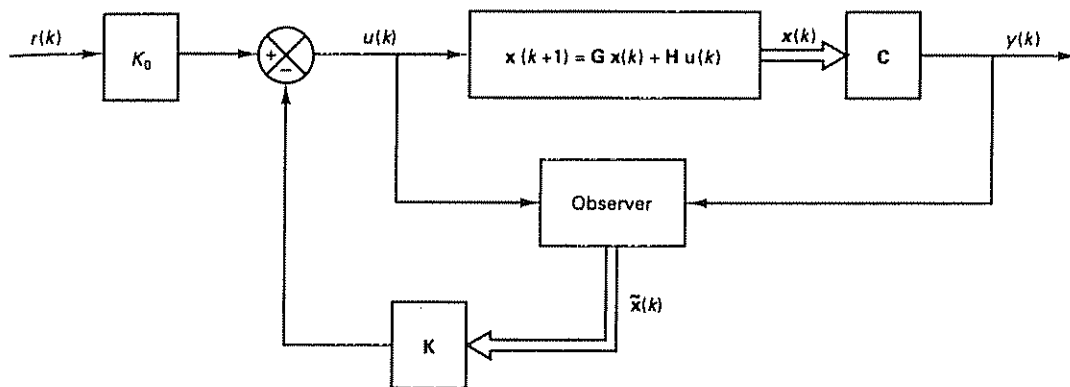 r(k)
K₀
+
−
u(k)
x(k+1) = G x(k) + H u(k)
x(k)
C
y(k)
Observer
x̃(k)
K